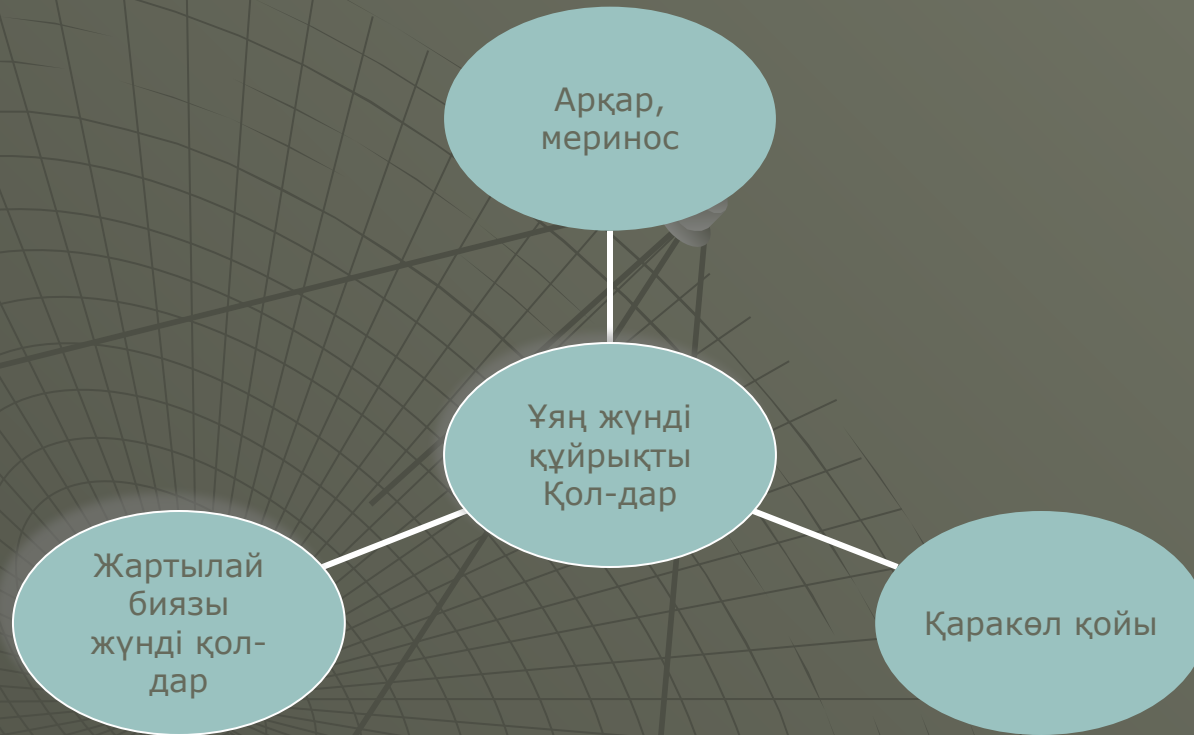 Арқар,
меринос
Ұяң жүнді
құйрықты
Қол-дар
Жартылай
биязы
жүнді қол-
дар
Қаракөл қойы